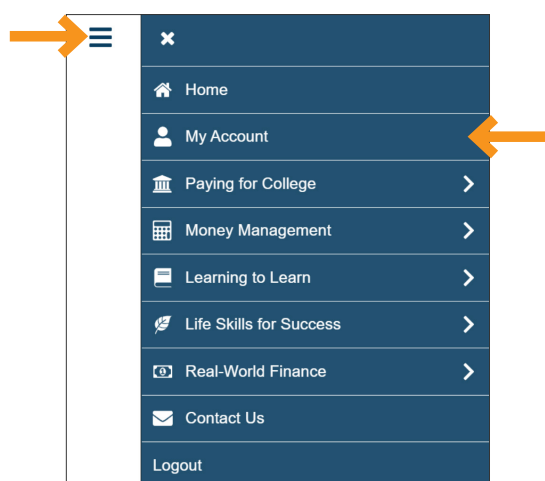 Home
My Account
Paying for College
Money Management
Learning to Learn
Life Skills for Success
Real-World Finance
Contact Us
Logout